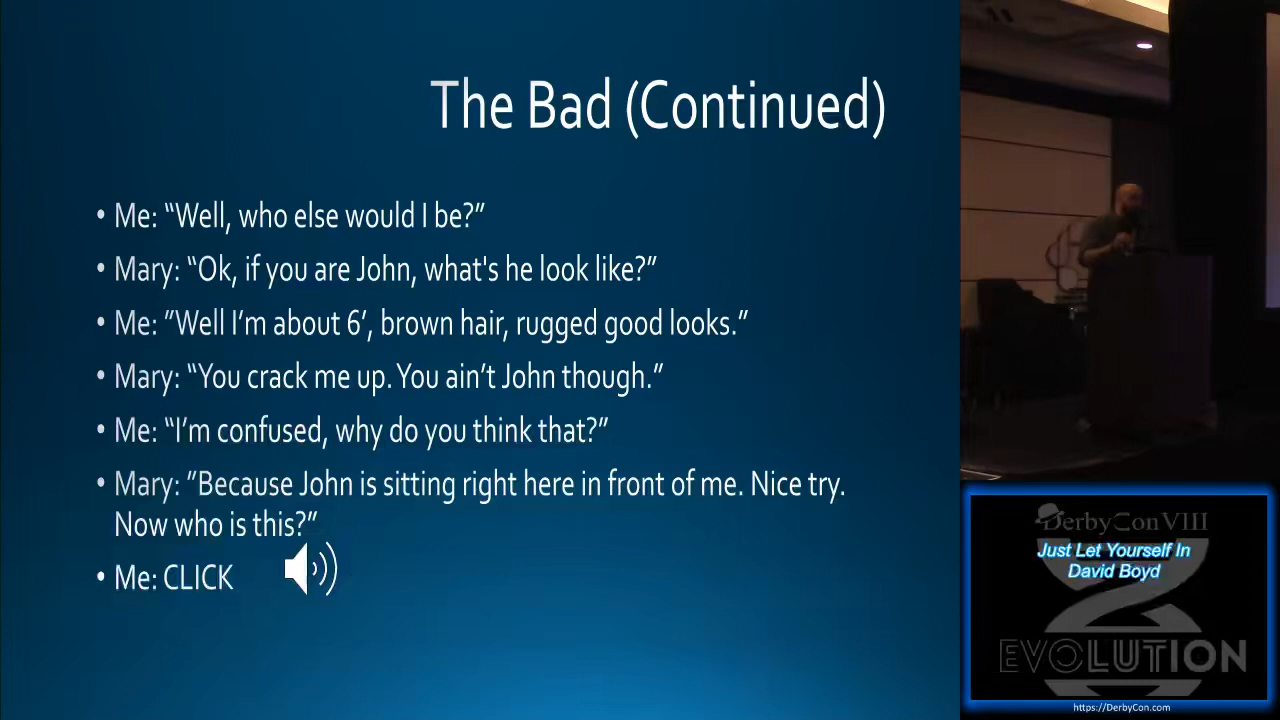 The Bad (Continued)
• Me: “Well, who else would I be?”
• Mary: “Ok, if you are John, what's he look like?”
• Me: “Well I’m about 6’, brown hair, rugged good looks.”
• Mary: “You crack me up. You ain’t John though.”
• Me: “I’m confused, why do you think that?”
• Mary: “Because John is sitting right here in front of me. Nice try.
Now who is this?”
• Me: CLICK
DerbyCon VIII
Just Let Yourself In
David Boyd
EVOLUTION
https://DerbyCon.com